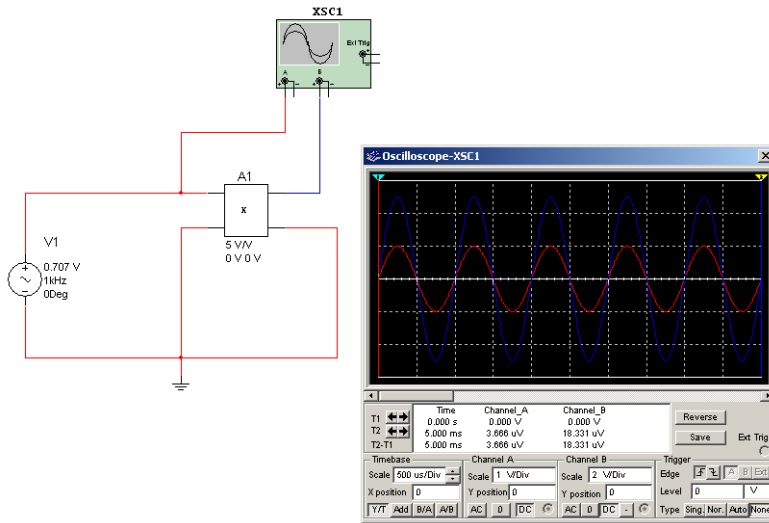 XSC1
Ext Trig
+
-
A
B
+ - + -
A1
X
5 V/V
0 V 0 V
V1
+
-
0.707 V
1kHz
0Deg
Oscilloscope-XSC1
1
Time Channel_A Channel_B
T1 0.000 s 0.000 V 0.000 V
T2 5.000 ms 3.666 uV 18.331 uV
T2-T1 5.000 ms 3.666 uV 18.331 uV
Reverse
Save
Ext Trig
Timebase
Scale 500 us/Div
X position 0
Y/T Add B/A A/B
Channel A
Scale 1 V/Div
Y position 0
AC 0 DC
Channel B
Scale 2 V/Div
Y position 0
AC 0 DC -
Trigger
Edge A B Ext
Level 0 V
Type Sing. Nor. Auto None